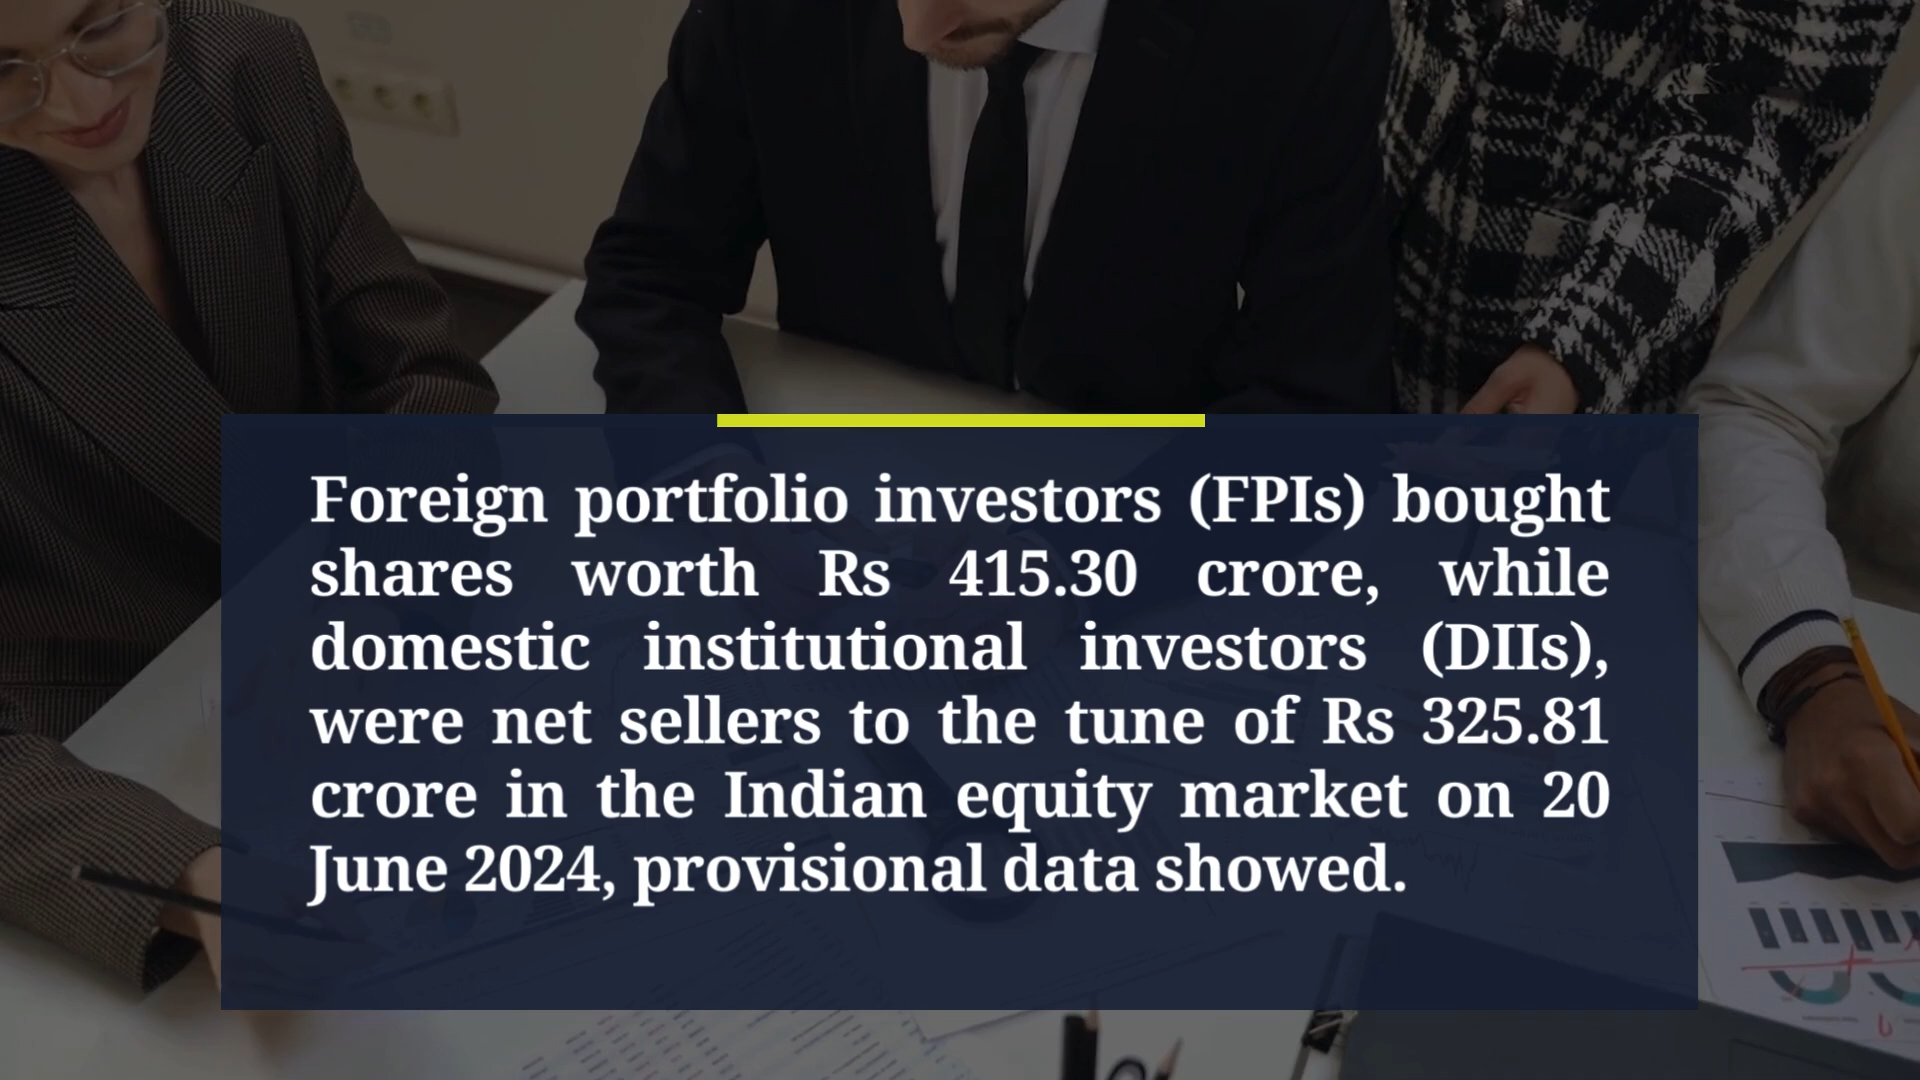 Foreign portfolio investors (FPIs) bought
shares worth Rs 415.30 crore, while
domestic institutional investors (DIIs),
were net sellers to the tune of Rs 325.81
crore in the Indian equity market on 20
June 2024, provisional data showed.